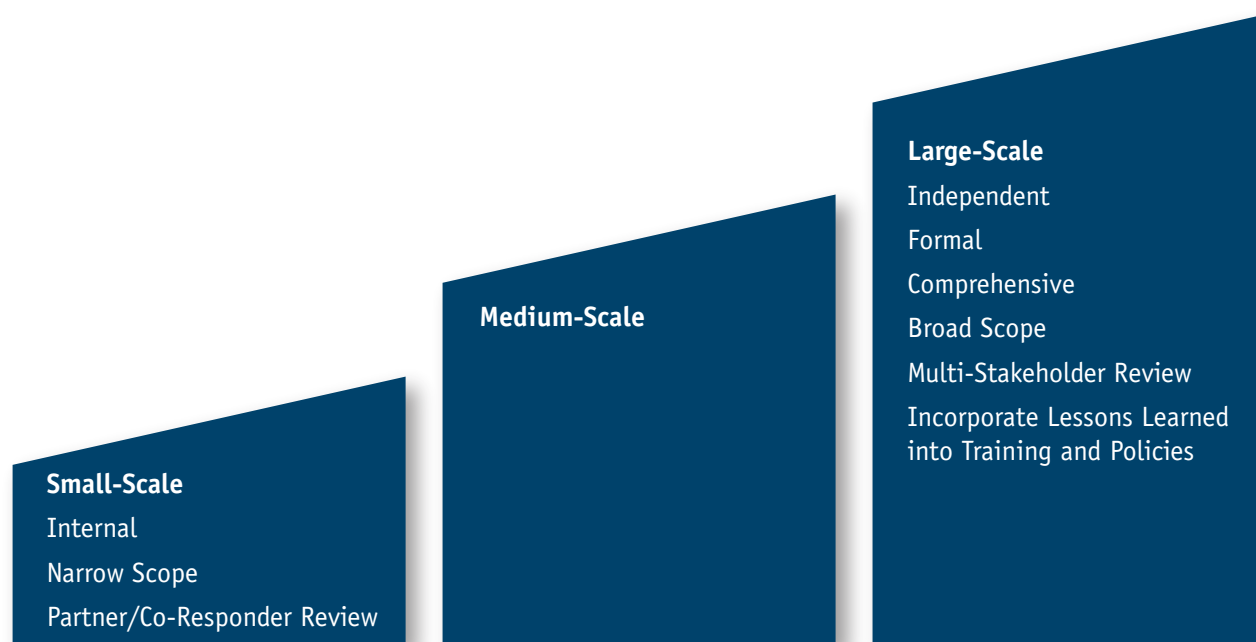 Small-Scale
Internal
Narrow Scope
Partner/Co-Responder Review
Medium-Scale
Large-Scale
Independent
Formal
Comprehensive
Broad Scope
Multi-Stakeholder Review
Incorporate Lessons Learned
into Training and Policies